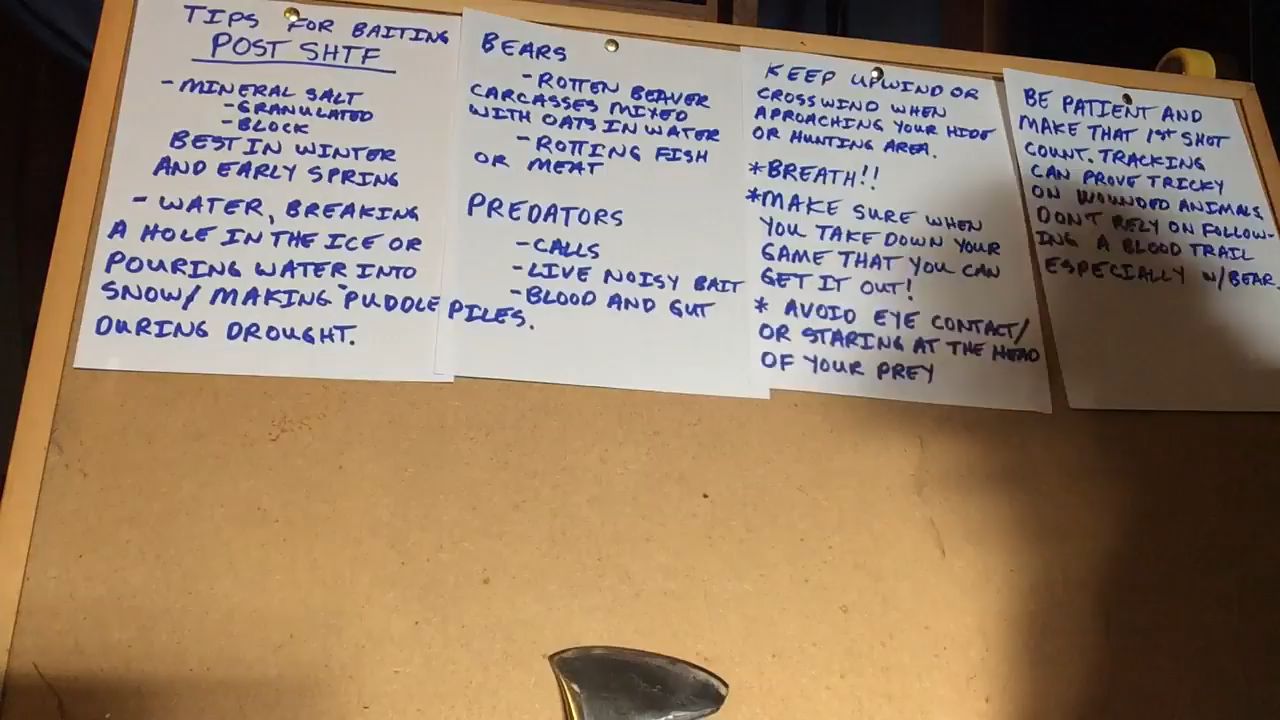 TIPS FOR BAITING
POST SHTF
- MINERAL SALT
- GRANULATED
- BLOCK
BEST IN WINTER
AND EARLY SPRING
- WATER, BREAKING
A HOLE IN THE ICE OR
POURING WATER INTO
SNOW/ MAKING PUDDLE
DURING DROUGHT.
BEARS
- ROTTEN BEAVER
CARCASSES MIXED
WITH OATS IN WATER
- ROTTING FISH
OR MEAT
PREDATORS
- CALLS
- LIVE NOISY BAIT
- BLOOD AND GUT
PILES.
KEEP UPWIND OR
CROSSWIND WHEN
APROACHING YOUR HIDE
OR HUNTING AREA.
*BREATH!!
*MAKE SURE WHEN
YOU TAKE DOWN YOUR
GAME THAT YOU CAN
GET IT OUT!
* AVOID EYE CONTACT/
OR STARING AT THE HEAD
OF YOUR PREY
BE PATIENT AND
MAKE THAT 1st SHOT
COUNT. TRACKING
CAN PROVE TRICKY
ON WOUNDED ANIMALS.
DON'T RELY ON FOLLOW-
ING A BLOOD TRAIL
ESPECIALLY W/BEAR.